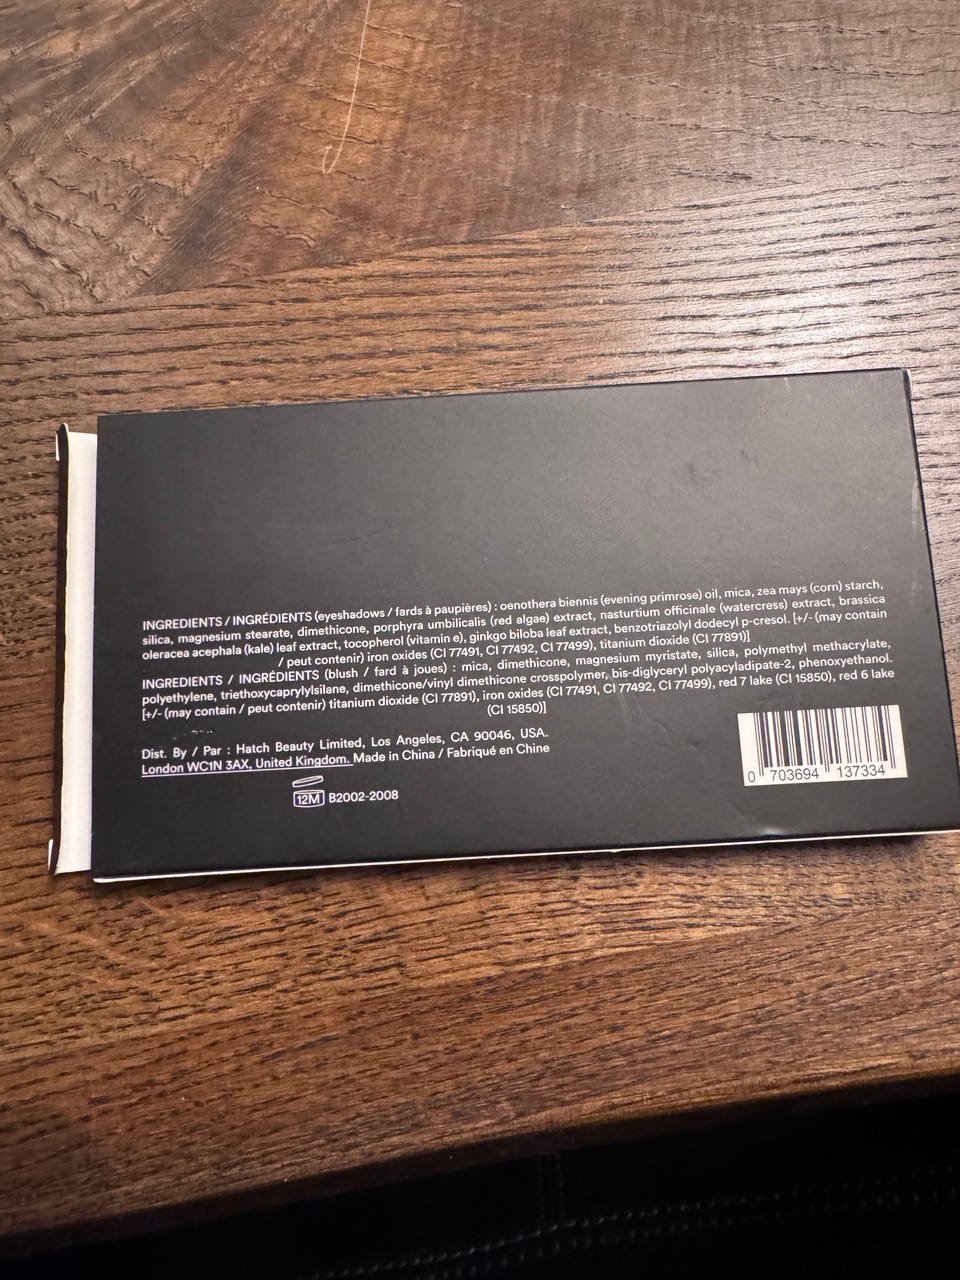 INGREDIENTS / INGRÉDIENTS (eyeshadows / fards à paupières) : oenothera biennis (evening primrose) oil, mica, zea mays (corn) starch,
silica, magnesium stearate, dimethicone, porphyra umbilicalis (red algae) extract, nasturtium officinale (watercress) extract, brassica
oleracea acephala (kale) leaf extract, tocopherol (vitamin e), ginkgo biloba leaf extract, benzotriazolyl dodecyl p-cresol. [+/- (may contain
/ peut contenir) iron oxides (CI 77491, CI 77492, CI 77499), titanium dioxide (CI 77891)]
INGREDIENTS / INGRÉDIENTS (blush / fard à joues) : mica, dimethicone, magnesium myristate, silica, polymethyl methacrylate,
polyethylene, triethoxycaprylylsilane, dimethicone/vinyl dimethicone crosspolymer, bis-diglyceryl polyacyladipate-2, phenoxyethanol.
[+/- (may contain / peut contenir) titanium dioxide (CI 77891), iron oxides (CI 77491, CI 77492, CI 77499), red 7 lake (CI 15850), red 6 lake
(CI 15850)]
Dist. By / Par : Hatch Beauty Limited, Los Angeles, CA 90046, USA.
London WC1N 3AX, United Kingdom. Made in China / Fabriqué en Chine
12M B2002-2008
0 703694 137334